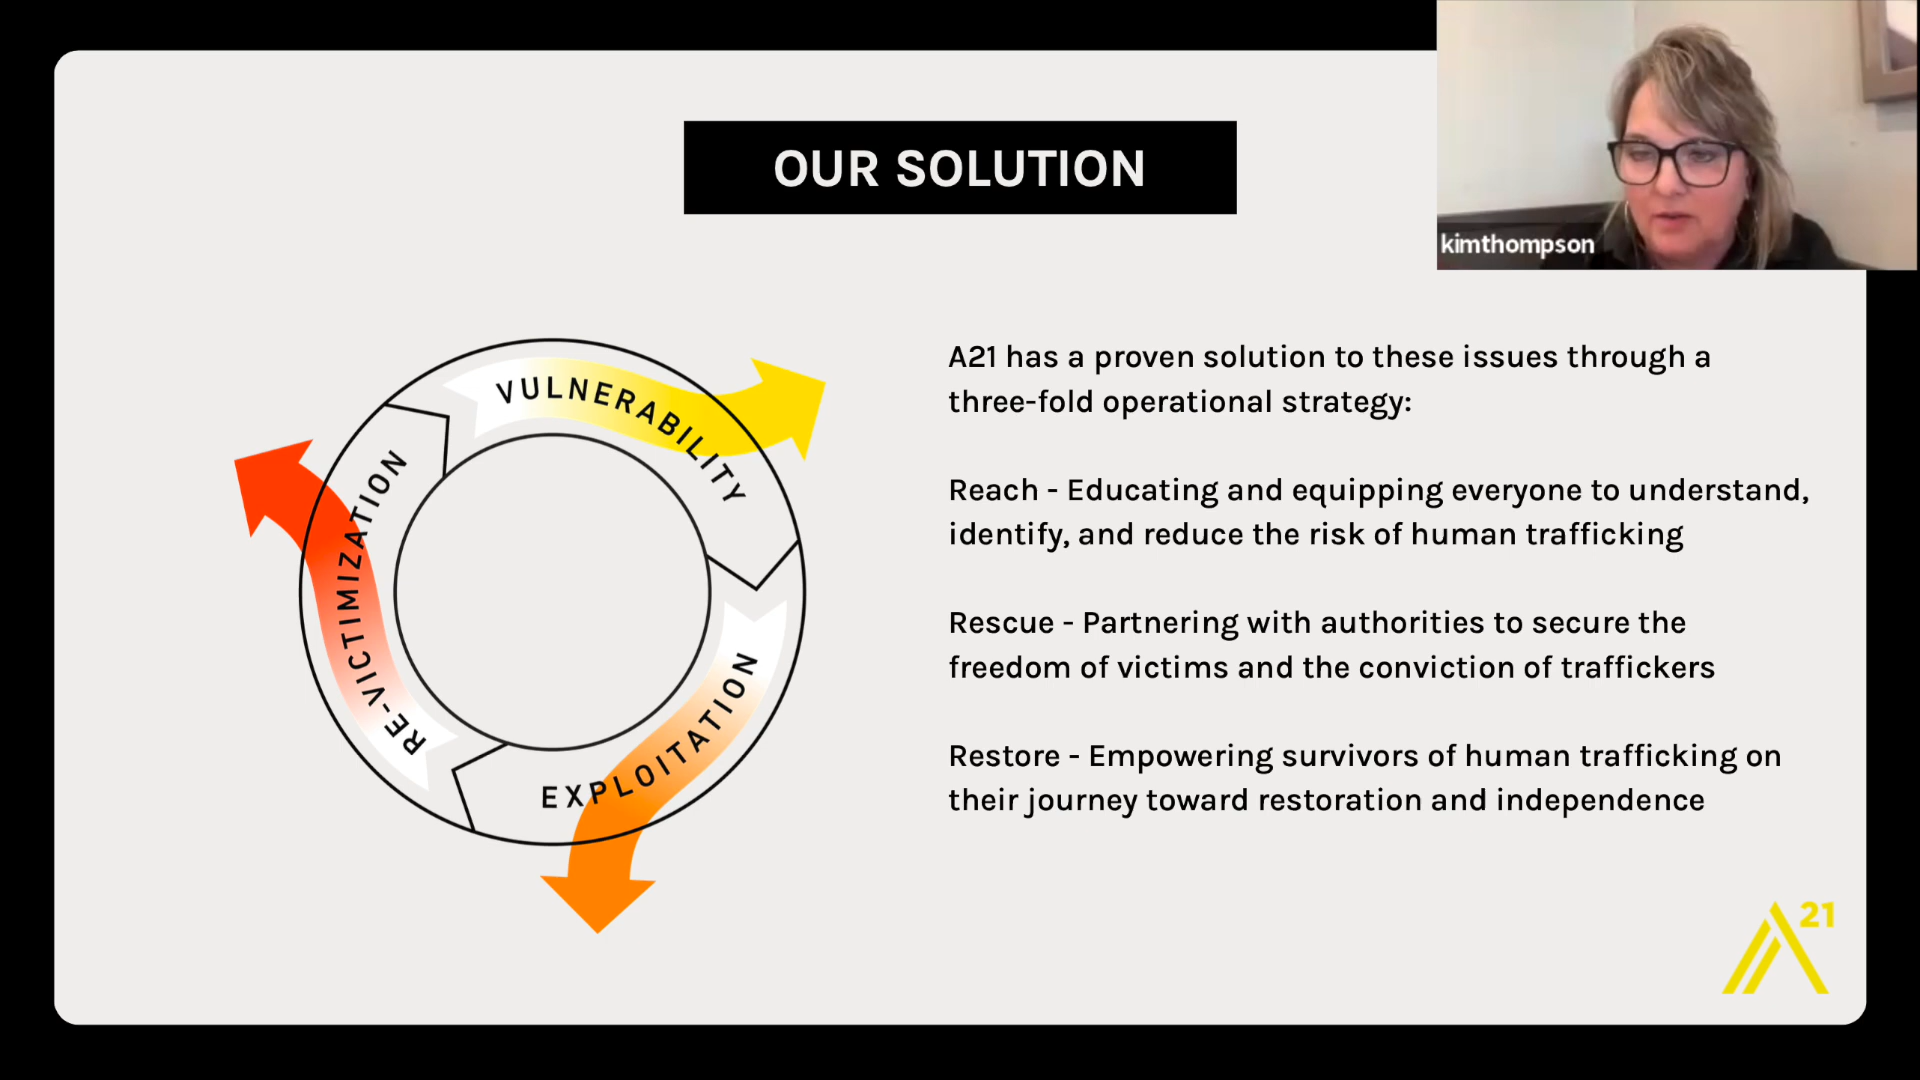 OUR SOLUTION
kimthompson
VULNERABILITY
EXPLOITATION
RE-VICTIMIZATION
A21 has a proven solution to these issues through a
three-fold operational strategy:
Reach - Educating and equipping everyone to understand,
identify, and reduce the risk of human trafficking
Rescue - Partnering with authorities to secure the
freedom of victims and the conviction of traffickers
Restore - Empowering survivors of human trafficking on
their journey toward restoration and independence
A21